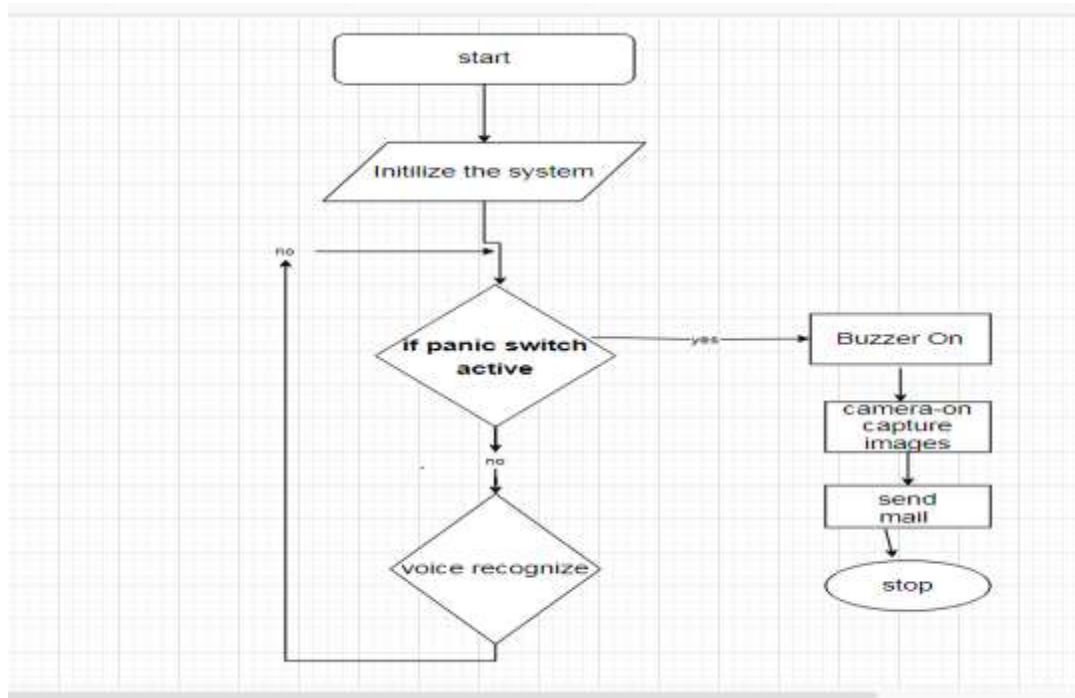 start
Initilize the system
no
if panic switch
active
yes
Buzzer On
camera-on
capture
images
no
send
mail
voice recognize
stop